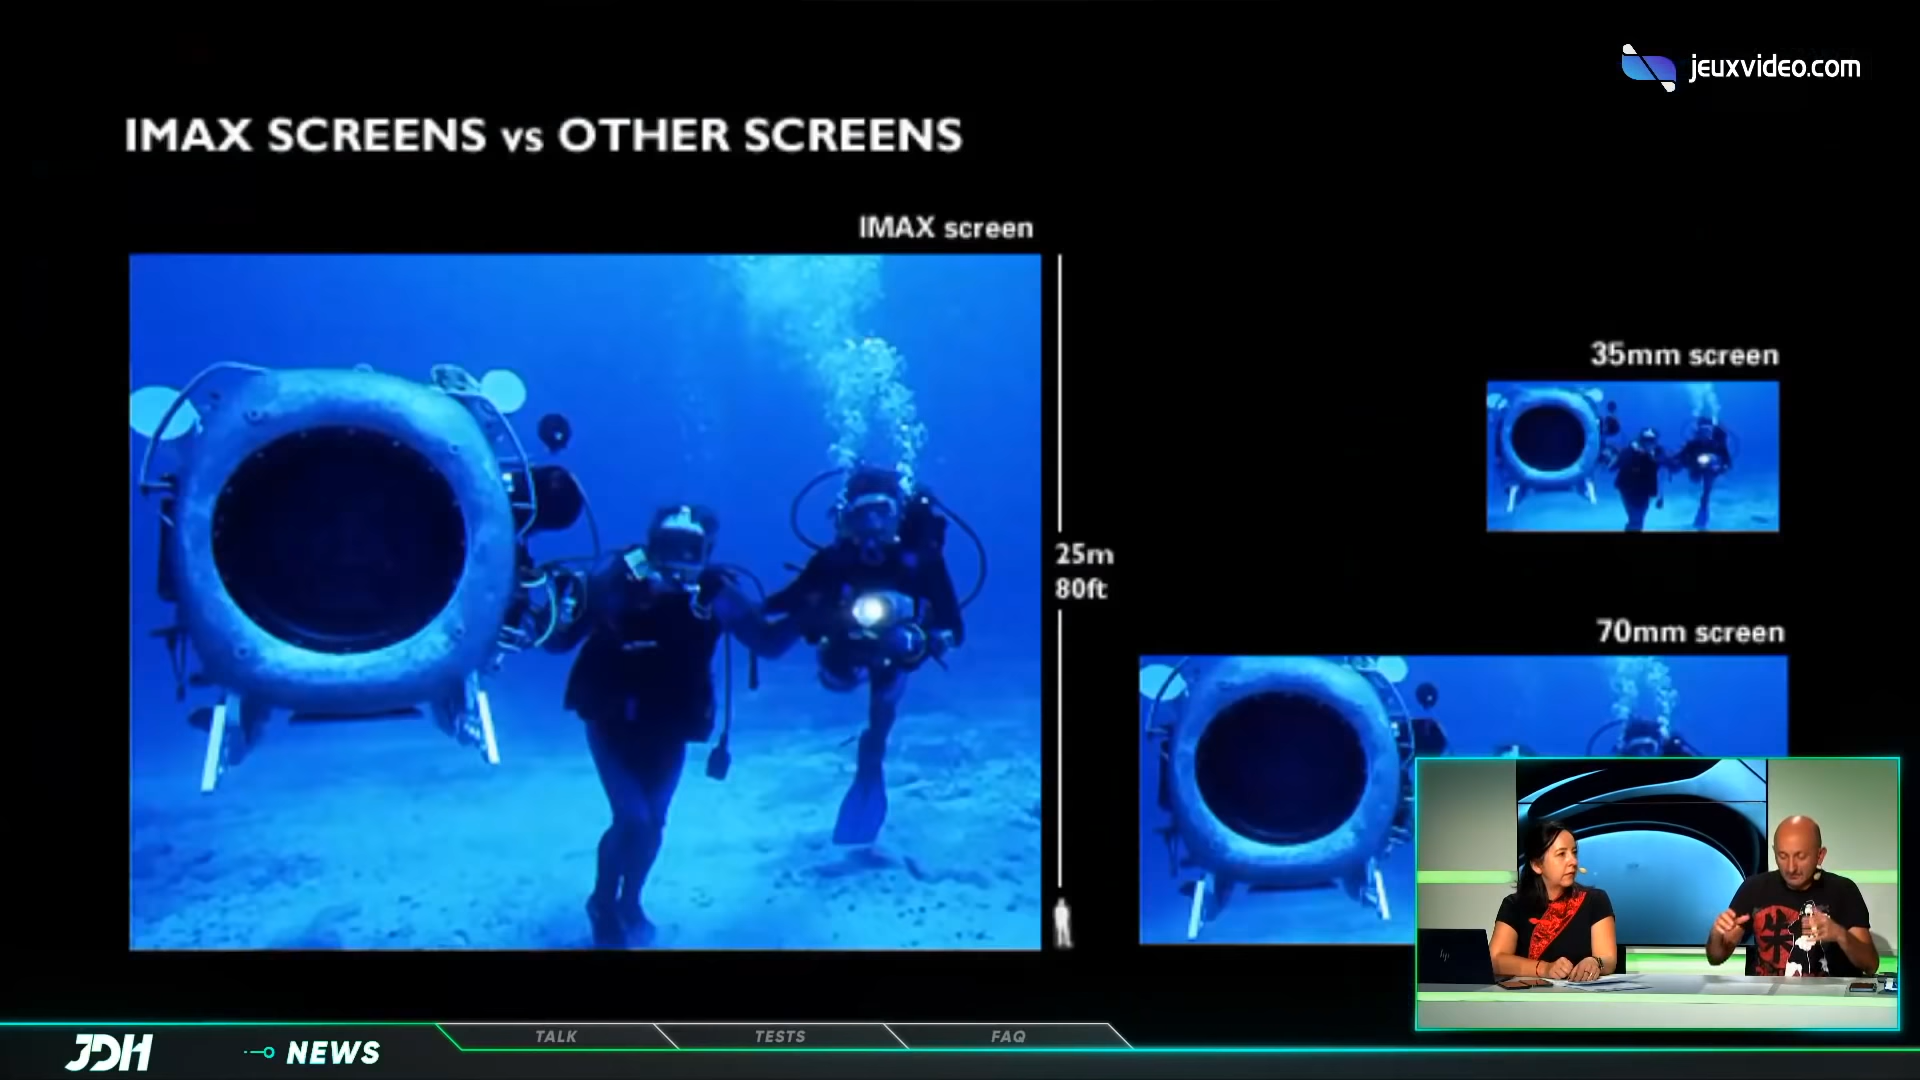 jeuxvideo.com
IMAX SCREENS vs OTHER SCREENS
IMAX screen
25m
80ft
35mm screen
70mm screen
hp
JDH
NEWS
TALK
TESTS
FAQ